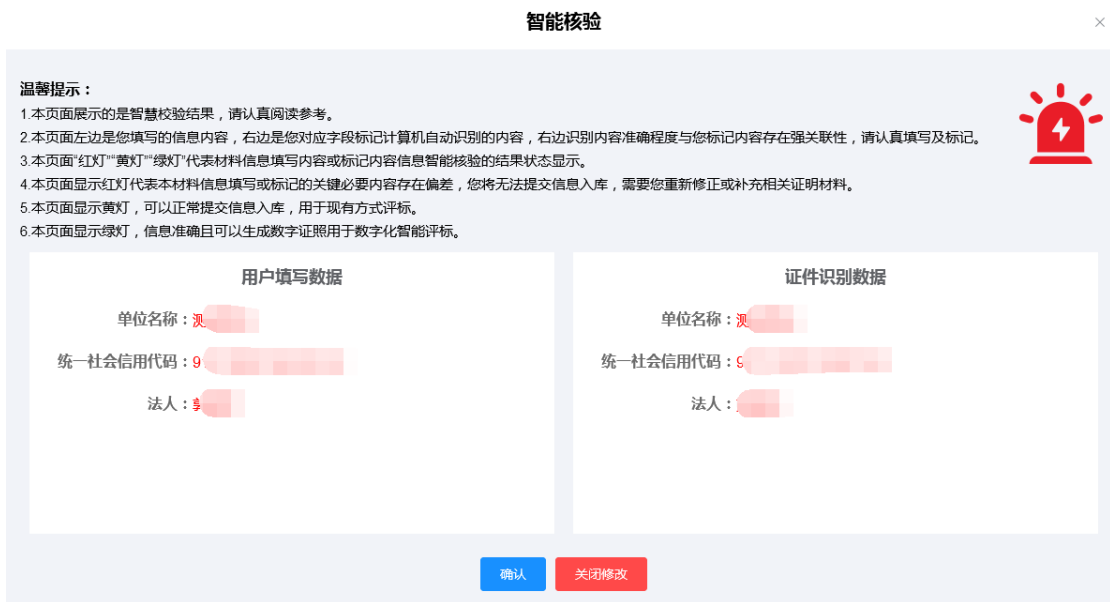 智能核验
×
温馨提示：
1.本页面展示的是智慧校验结果，请认真阅读参考。
2.本页面左边是您填写的信息内容，右边是您对应字段标记计算机自动识别的内容，右边识别内容准确程度与您标记内容存在强关联性，请认真填写及标记。
3.本页面“红灯”“黄灯”“绿灯”代表材料信息填写内容或标记内容信息智能核验的结果状态显示。
4.本页面显示红灯代表本材料信息填写或标记的关键必要内容存在偏差，您将无法提交信息入库，需要您重新修正或补充相关证明材料。
5.本页面显示黄灯，可以正常提交信息入库，用于现有方式评标。
6.本页面显示绿灯，信息准确且可以生成数字证照用于数字化智能评标。
用户填写数据
单位名称：测
统一社会信用代码：9
法人：
证件识别数据
单位名称：测
统一社会信用代码：9
法人：
确认
关闭修改